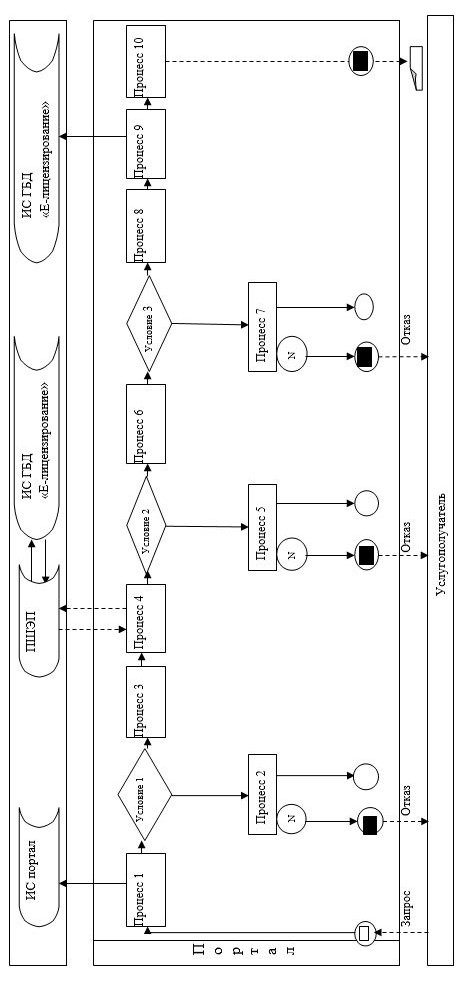 ИС портал
ПШЭП
ИС ГБД
«Е-лицензирование»
ИС ГБД
«Е-лицензирование»
Портал
Процесс 1
Условие 1
Процесс 3
Процесс 4
Условие 2
Процесс 6
Условие 3
Процесс 8
Процесс 9
Процесс 10
N
Процесс 2
N
Процесс 5
N
Процесс 7
Запрос
Отказ
Отказ
Отказ
Услугополучатель